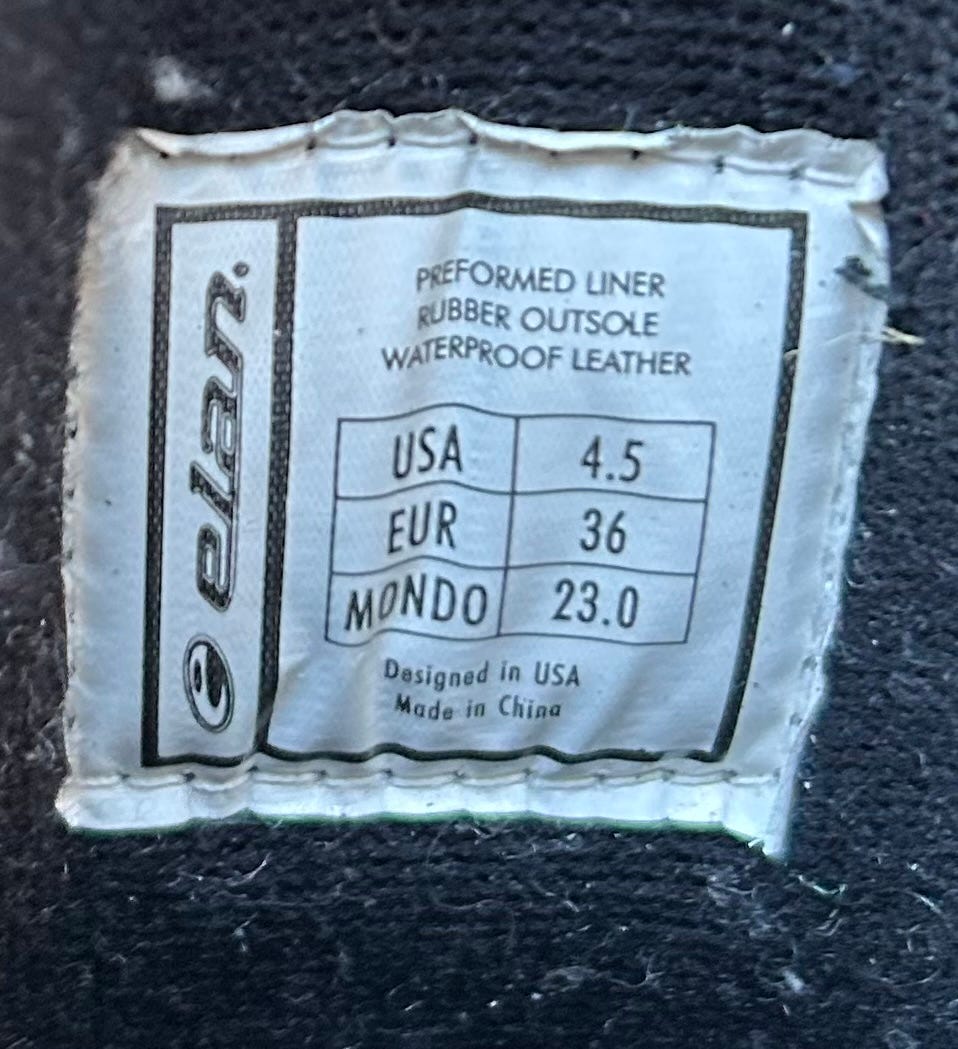 elan.
PREFORMED LINER
RUBBER OUTSOLE
WATERPROOF LEATHER
USA 4.5
EUR 36
MONDO 23.0
Designed in USA
Made in China